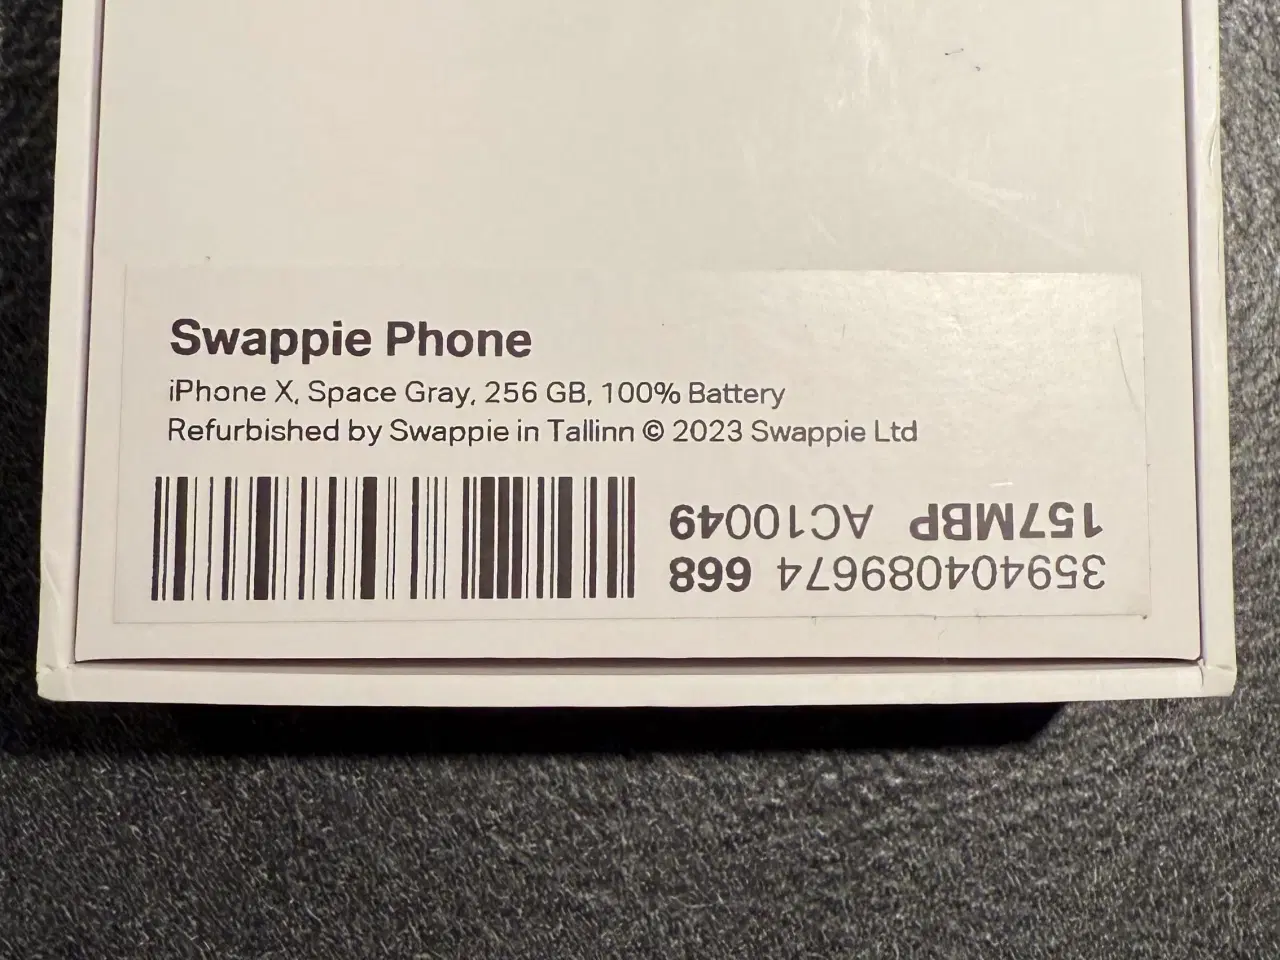 Swappie Phone
iPhone X, Space Gray, 256 GB, 100% Battery
Refurbished by Swappie in Tallinn © 2023 Swappie Ltd
359404089674 668
157MBP AC10049